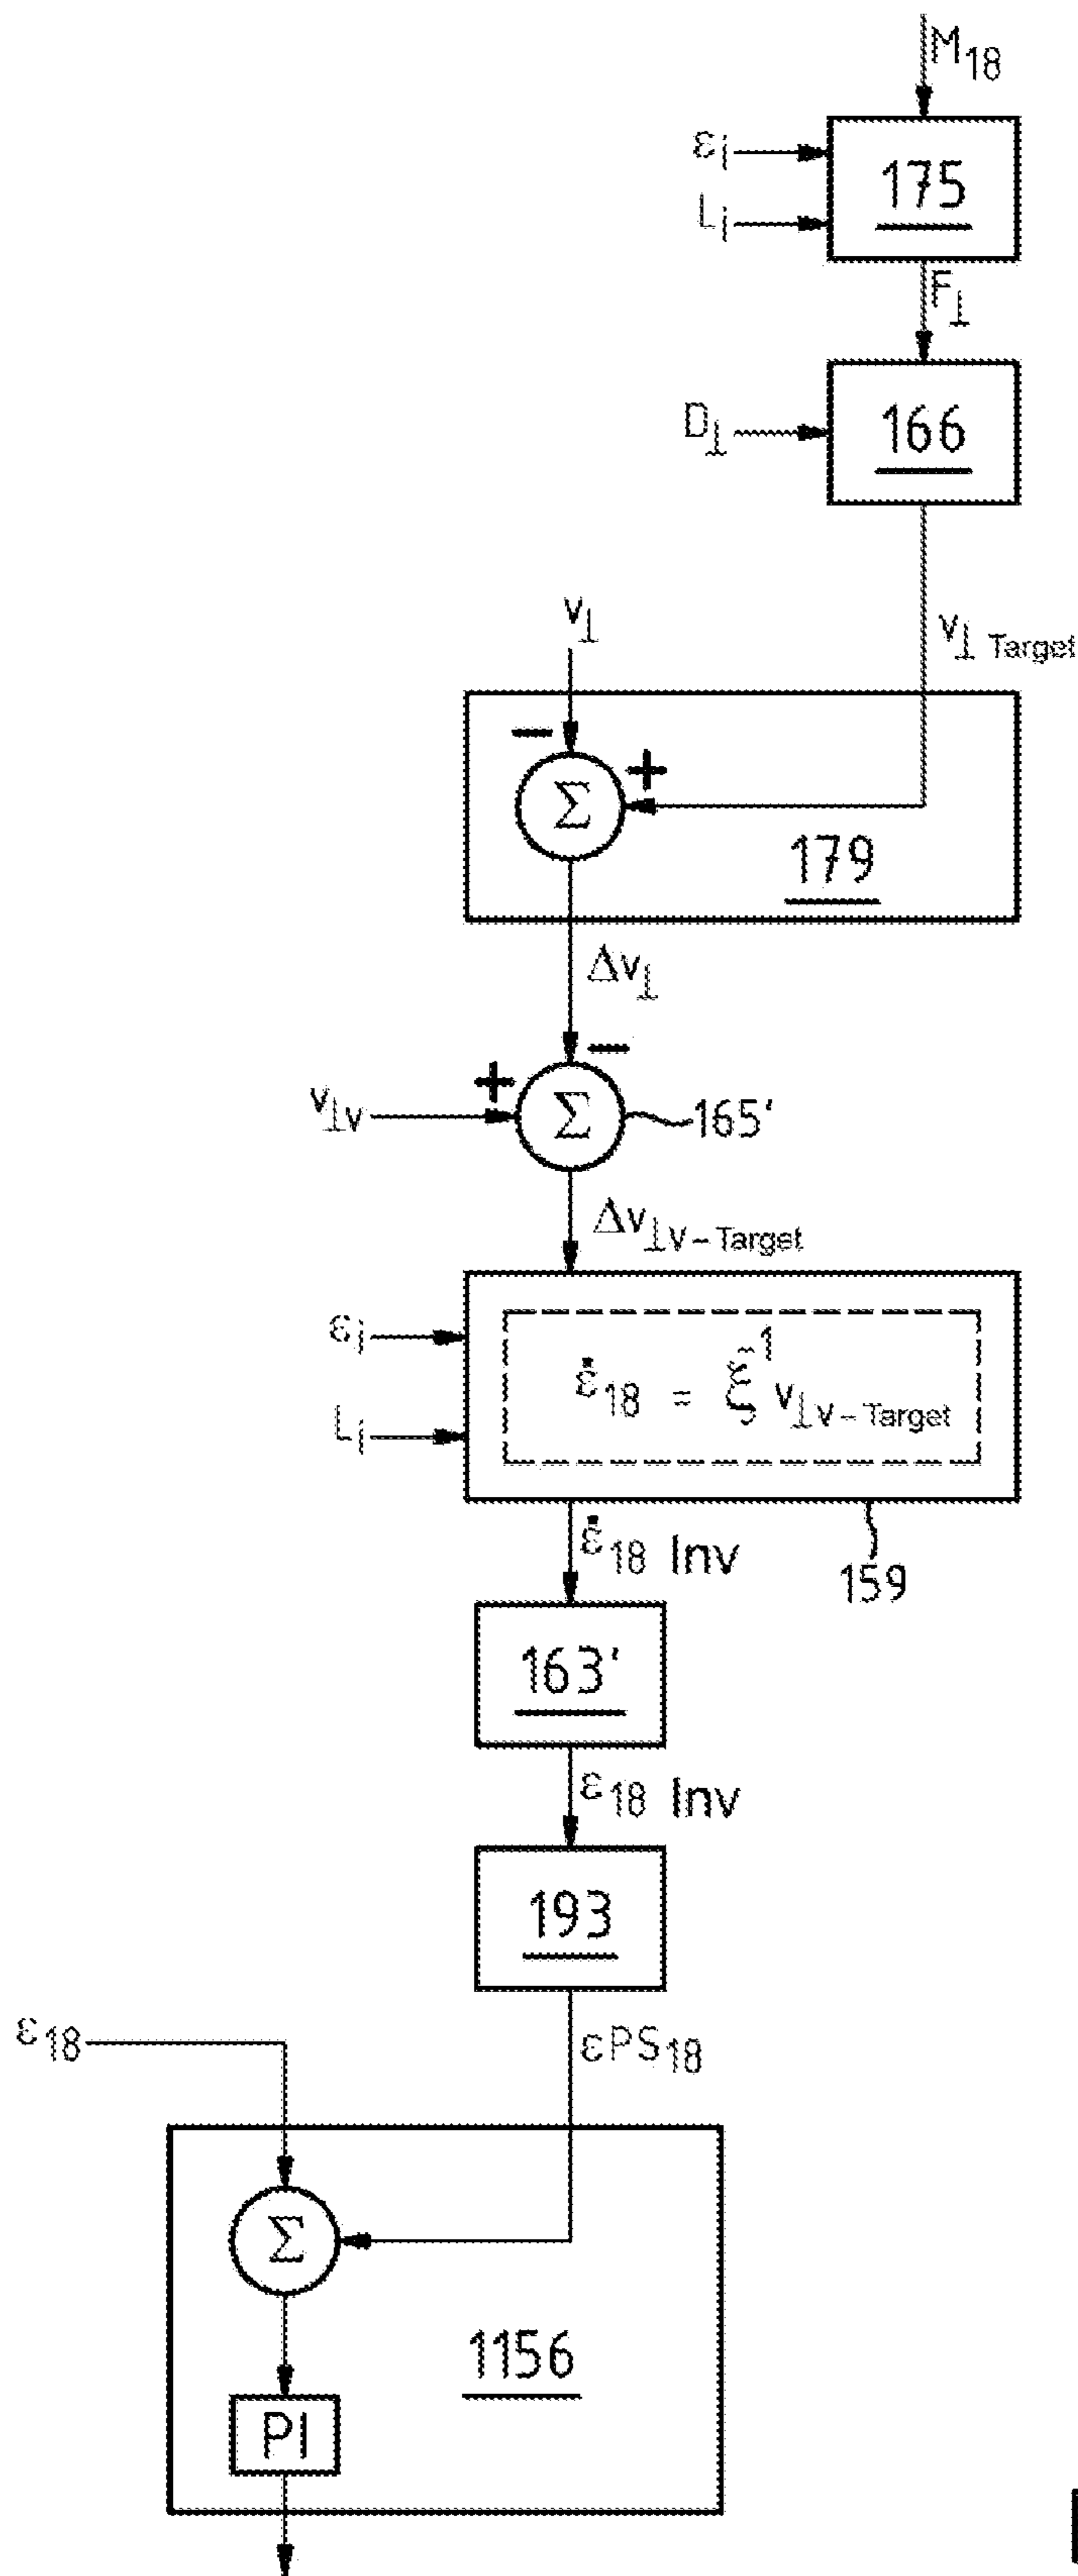 M₁₈
εᵢ
175
Lᵢ
F⊥
D⊥
166
v⊥
v⊥ Target
−
+
Σ
179
Δv⊥
−
+
v⊥v
Σ
165'
Δv⊥v – Target
εᵢ
ε̇₁₈ = ξ⁻¹ v⊥v – Target
Lᵢ
ε̇₁₈ Inv
159
163'
ε₁₈ Inv
193
ε₁₈
εPS₁₈
Σ
1156
PI